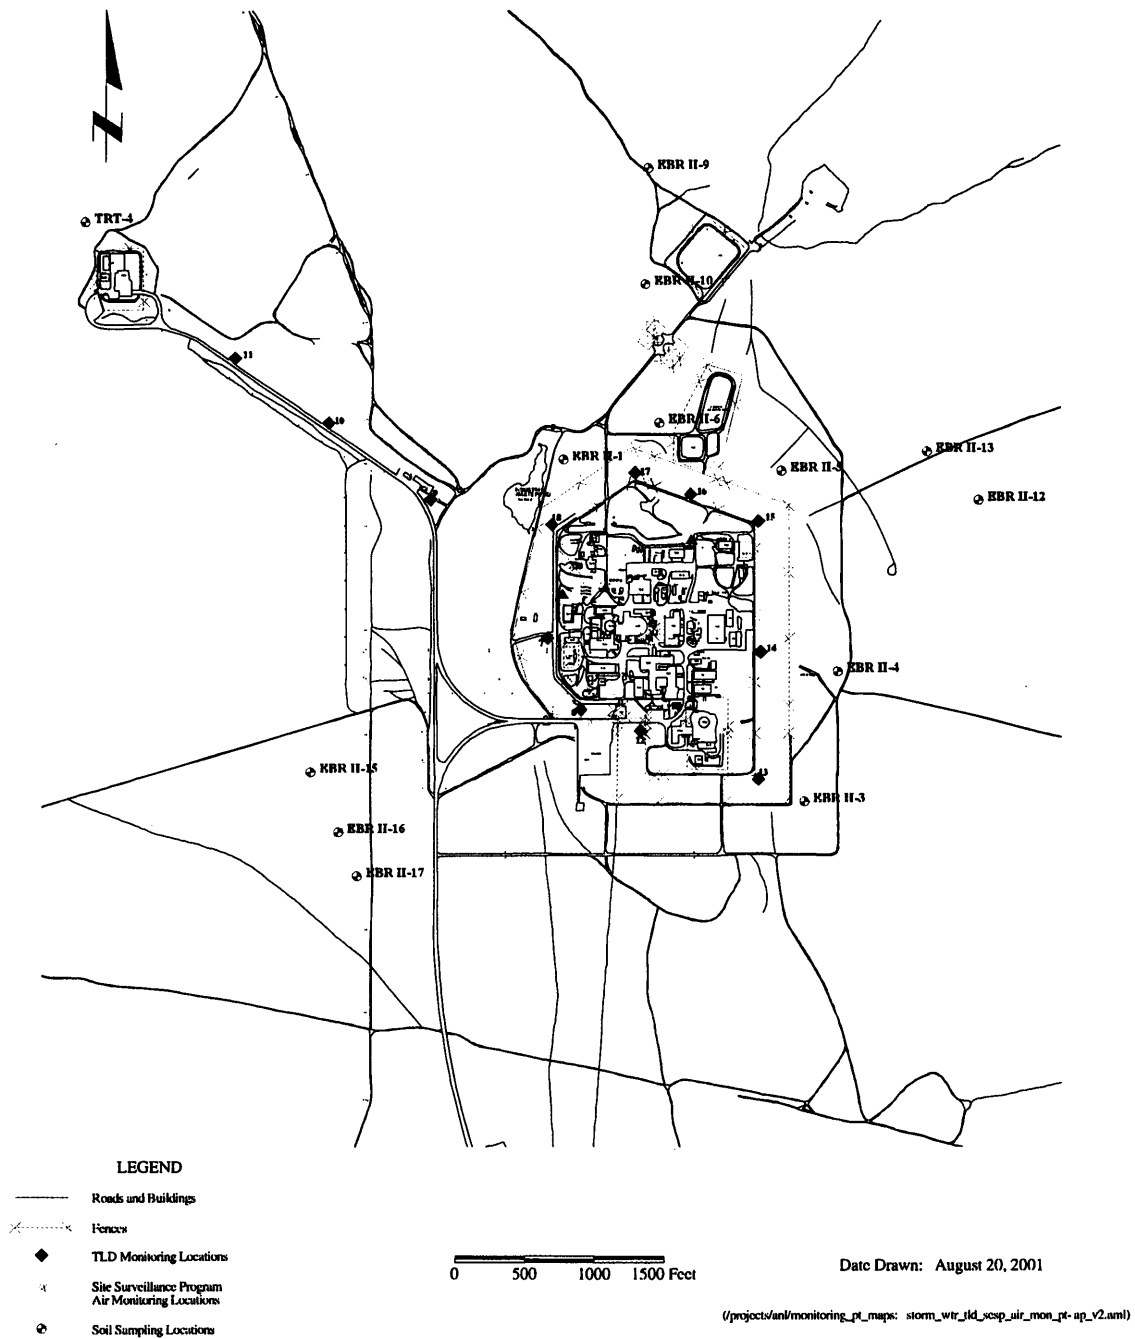 EBR II-9
TRT-4
EBR II-10
11
EBR II-6
10
EBR II-13
EBR II-1
17
EBR II-5
16
EBR II-12
18
15
14
EBR II-4
13
EBR II-15
EBR II-3
EBR II-16
EBR II-17
LEGEND
Roads and Buildings
Fences
TLD Monitoring Locations
Site Surveillance Program
Air Monitoring Locations
Soil Sampling Locations
0 500 1000 1500 Feet
Date Drawn: August 20, 2001
(/projects/anl/monitoring_pt_maps: storm_wtr_tld_scsp_air_mon_pt-ap_v2.aml)